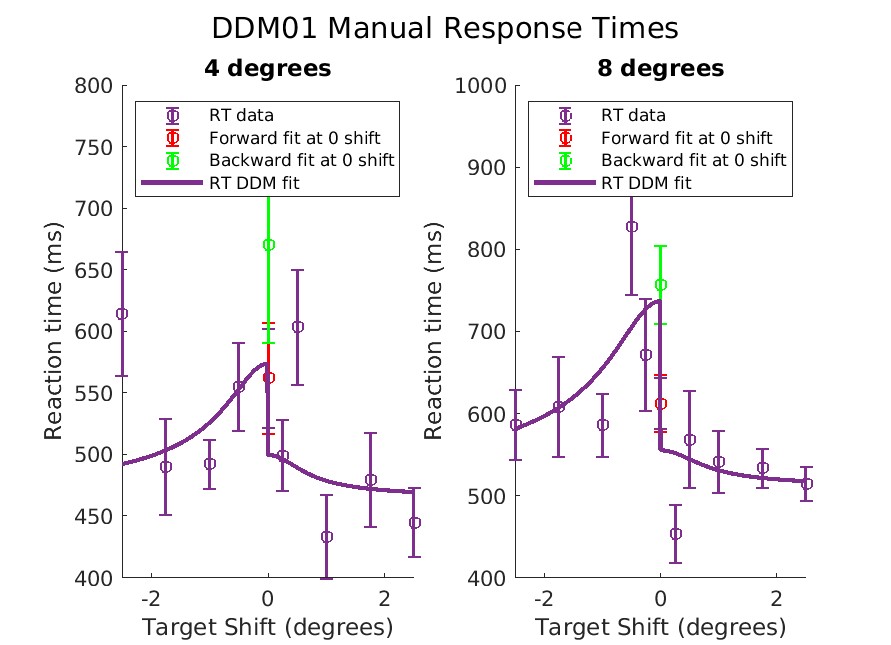 DDM01 Manual Response Times
4 degrees
800
750
700
650
600
550
500
450
400
Reaction time (ms)
RT data
Forward fit at 0 shift
Backward fit at 0 shift
RT DDM fit
-2
0
2
Target Shift (degrees)
8 degrees
1000
900
800
700
600
500
400
Reaction time (ms)
RT data
Forward fit at 0 shift
Backward fit at 0 shift
RT DDM fit
-2
0
2
Target Shift (degrees)